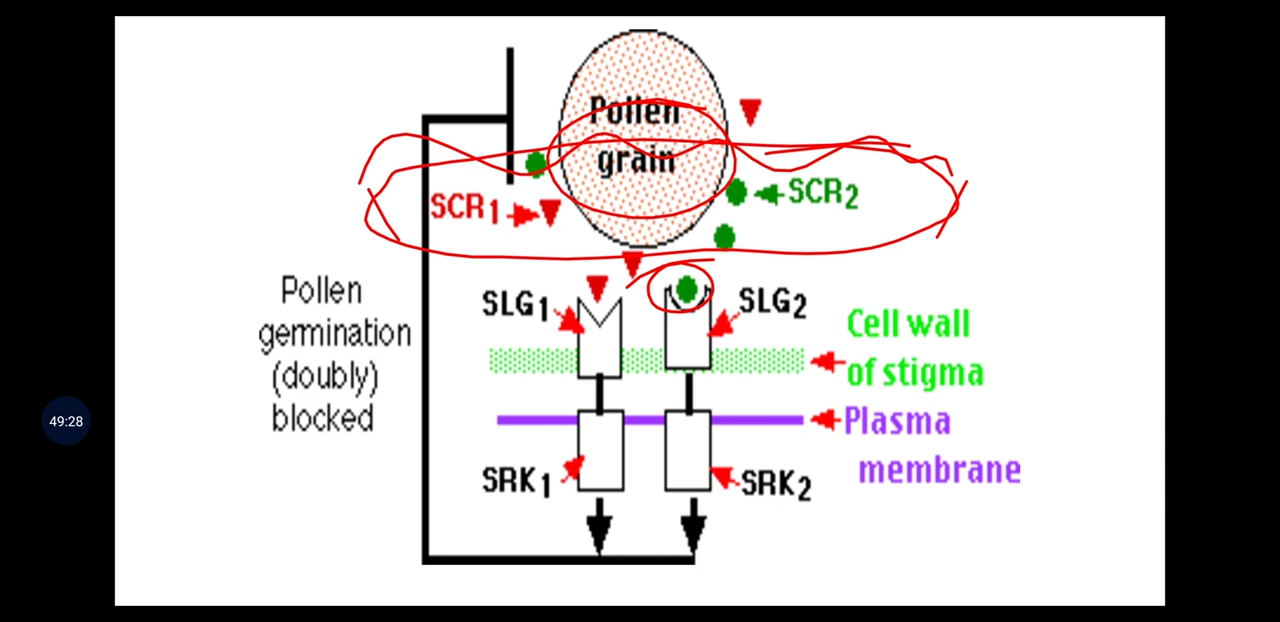 Pollen
grain
SCR1
SCR2
Pollen
germination
(doubly)
blocked
SLG1
SLG2
Cell wall
of stigma
49:28
Plasma
membrane
SRK1
SRK2